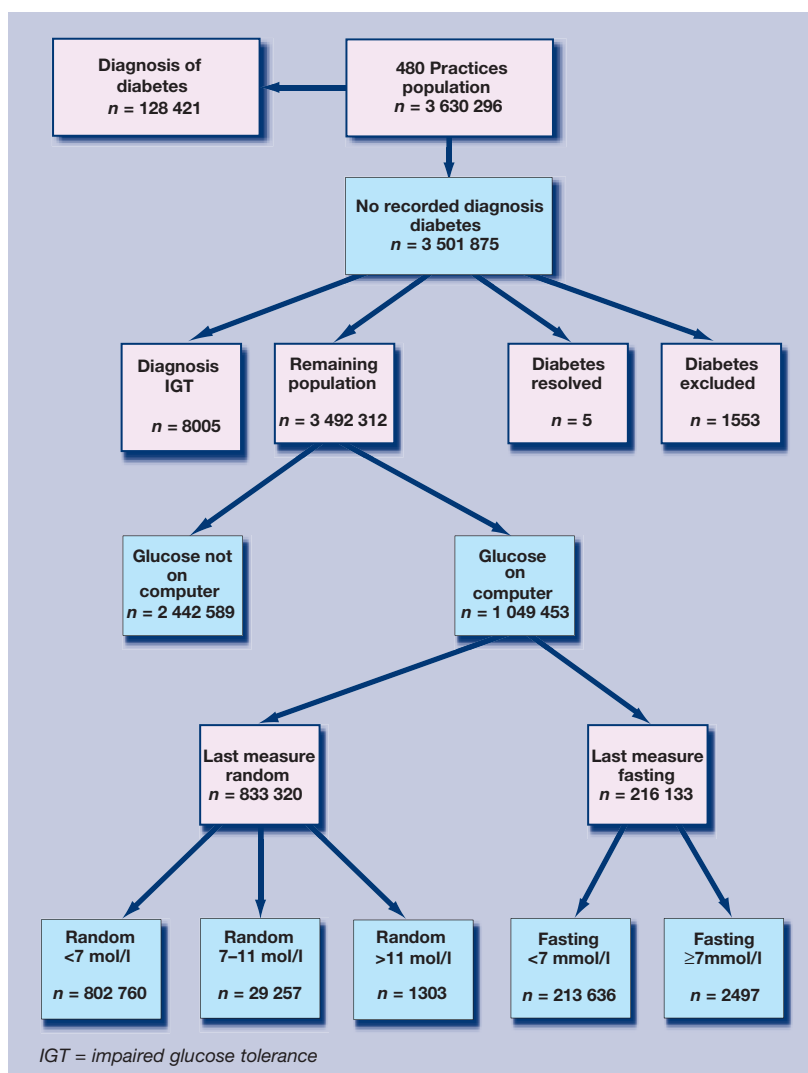 Diagnosis of
diabetes
n = 128 421
480 Practices
population
n = 3 630 296
No recorded diagnosis
diabetes
n = 3 501 875
Diagnosis
IGT
n = 8005
Remaining
population
n = 3 492 312
Diabetes
resolved
n = 5
Diabetes
excluded
n = 1553
Glucose not
on
computer
n = 2 442 589
Glucose
on
computer
n = 1 049 453
Last measure
random
n = 833 320
Last measure
fasting
n = 216 133
Random
<7 mol/l
n = 802 760
Random
7–11 mol/l
n = 29 257
Random
>11 mol/l
n = 1303
Fasting
<7 mmol/l
n = 213 636
Fasting
≥7mmol/l
n = 2497
IGT = impaired glucose tolerance